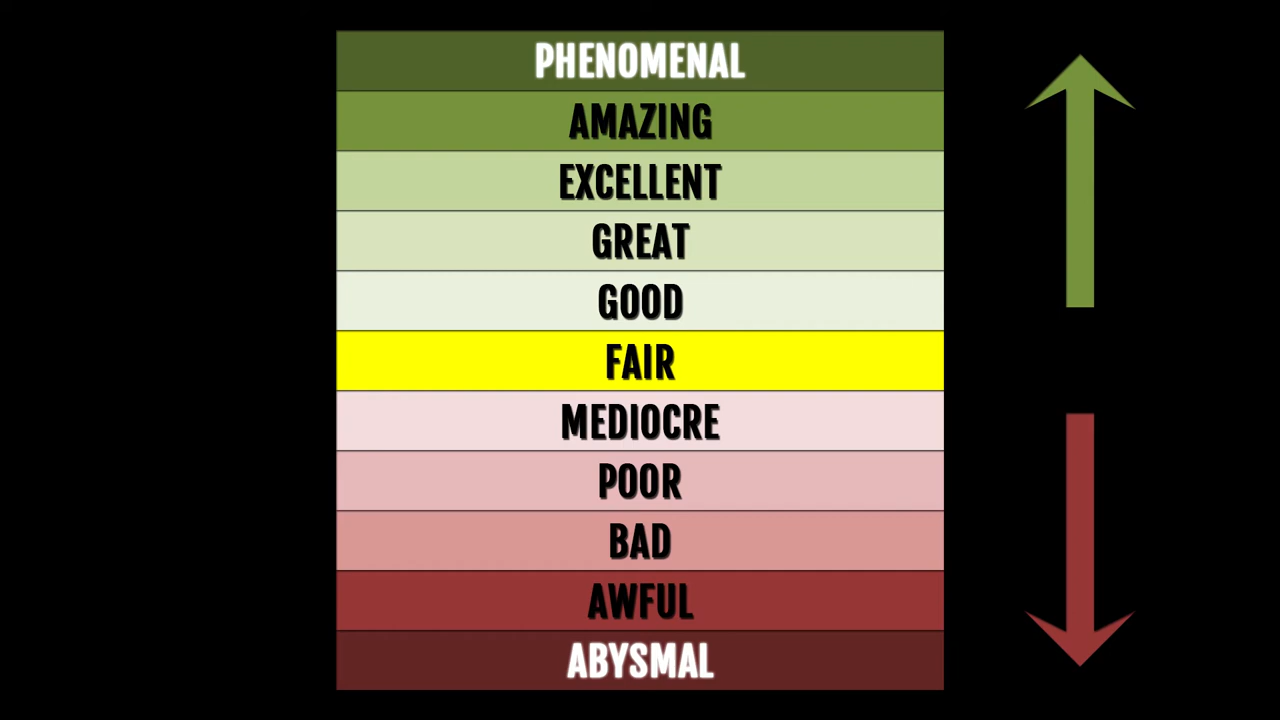 PHENOMENAL
AMAZING
EXCELLENT
GREAT
GOOD
FAIR
MEDIOCRE
POOR
BAD
AWFUL
ABYSMAL